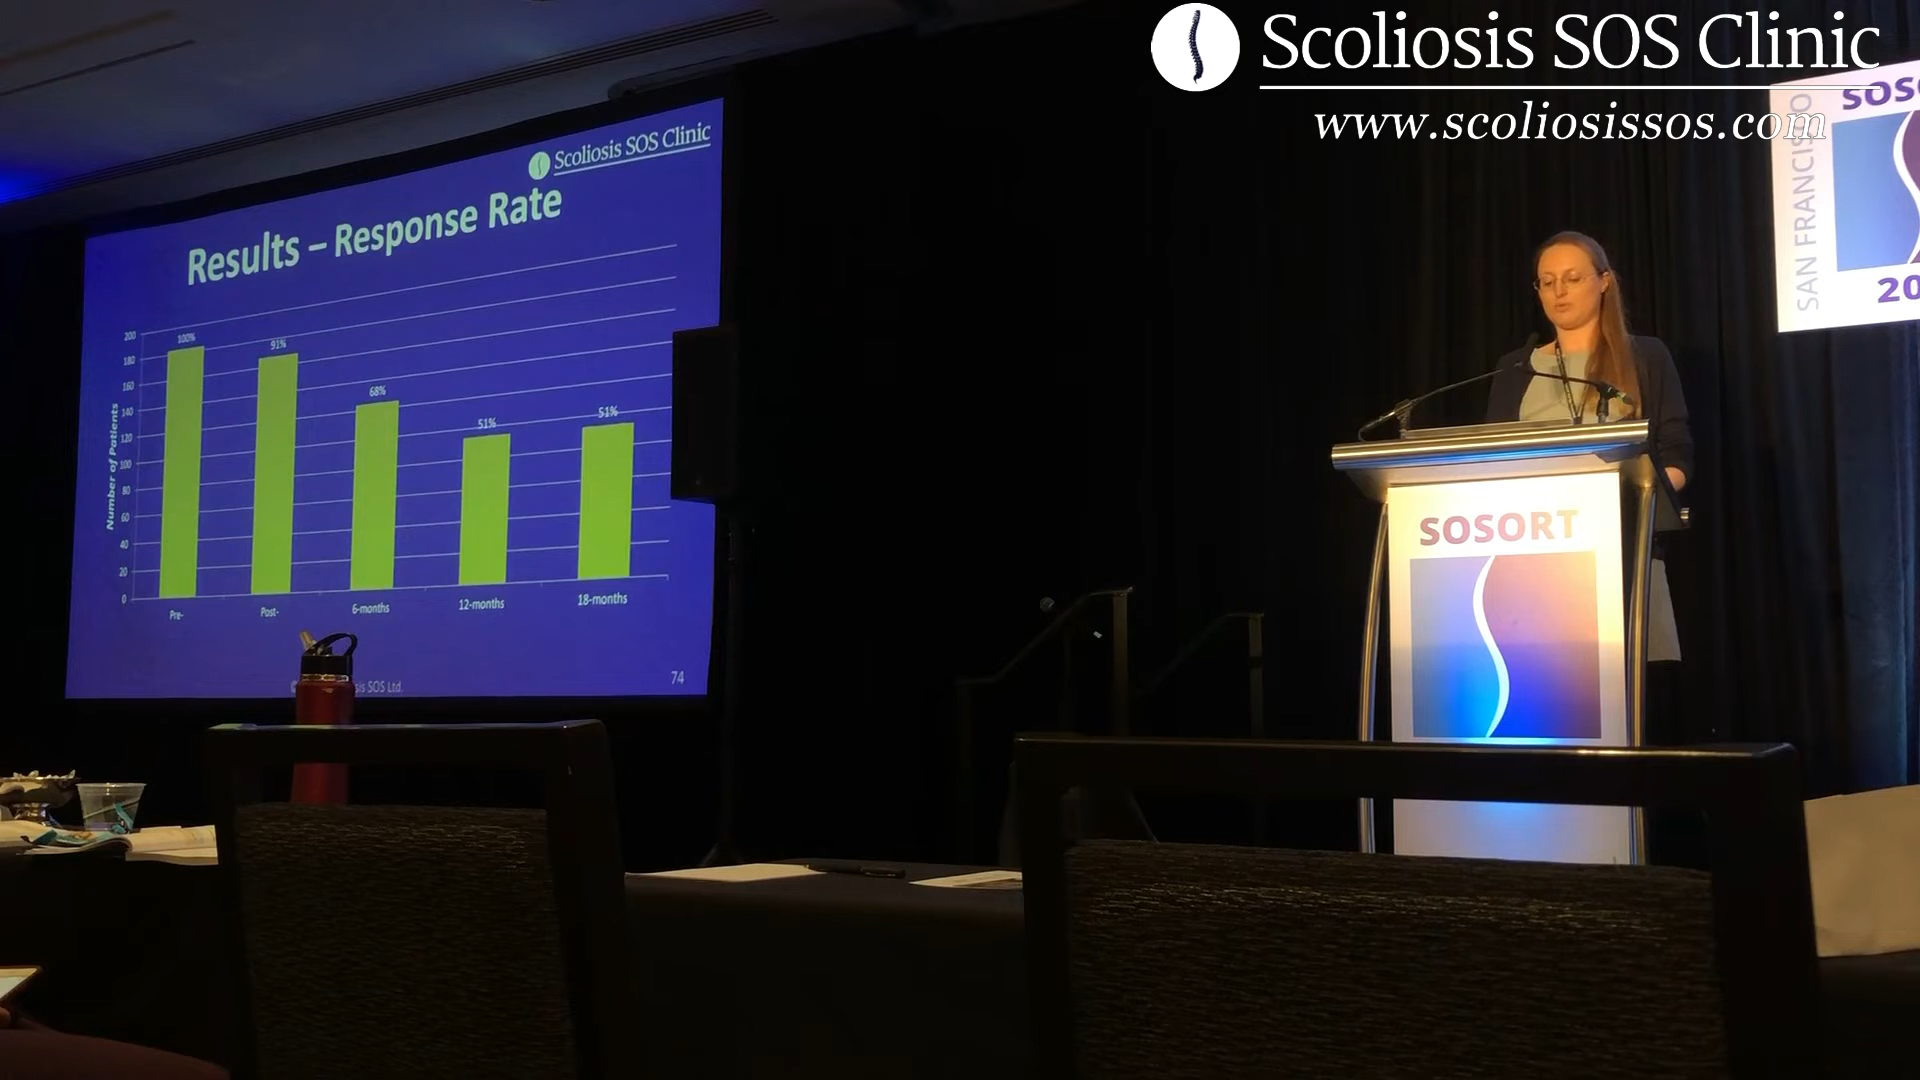 Scoliosis SOS Clinic
www.scoliosissos.com
Scoliosis SOS Clinic
Results – Response Rate
Number of Patients
200
180
160
140
120
100
80
60
40
20
0
100%
91%
68%
51%
51%
Pre-
Post-
6-months
12-months
18-months
SOS Ltd.
74
SAN FRANCISCO
SOSORT